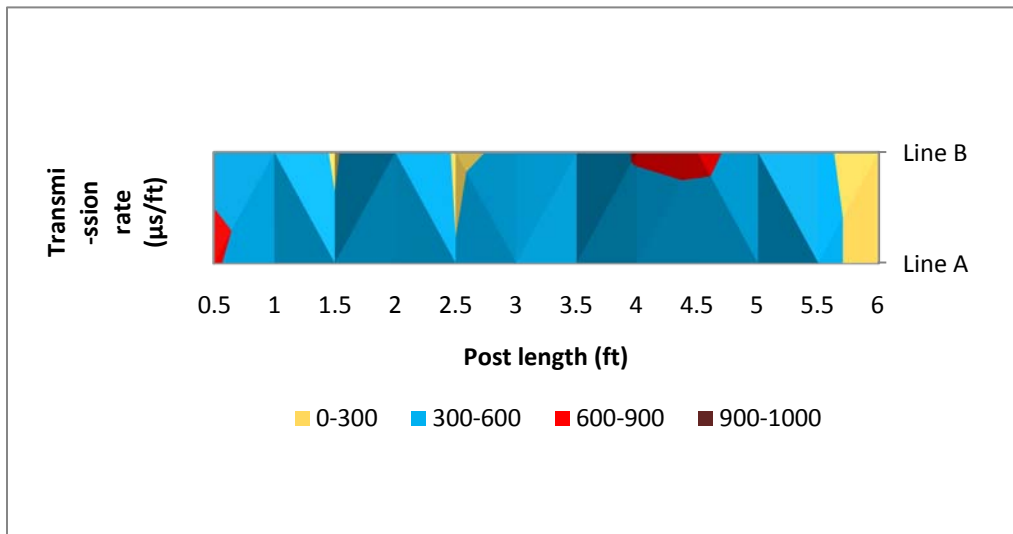 Transmi
-ssion
rate
(µs/ft)
Line B
Line A
0.5 1 1.5 2 2.5 3 3.5 4 4.5 5 5.5 6
Post length (ft)
0-300 300-600 600-900 900-1000